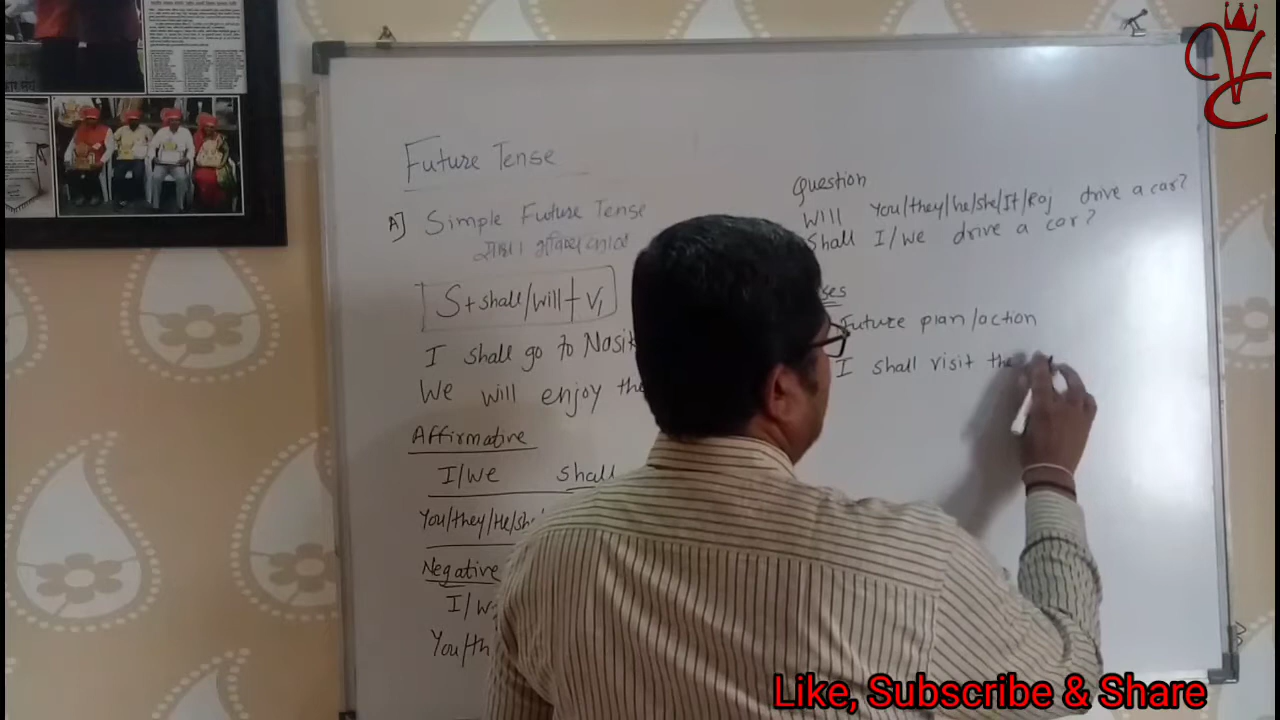 Future Tense
A] Simple Future Tense
साधा भविष्यकाळ
S + shall/will + V1
I shall go to Nasik
We will enjoy the
Affirmative
I/We shall
You/they/He/she
Negative
I/We
You/th
Question
Will You/they/he/she/It/Raj drive a car?
Shall I/We drive a car?
Future plan/action
I shall visit the
Like, Subscribe & Share